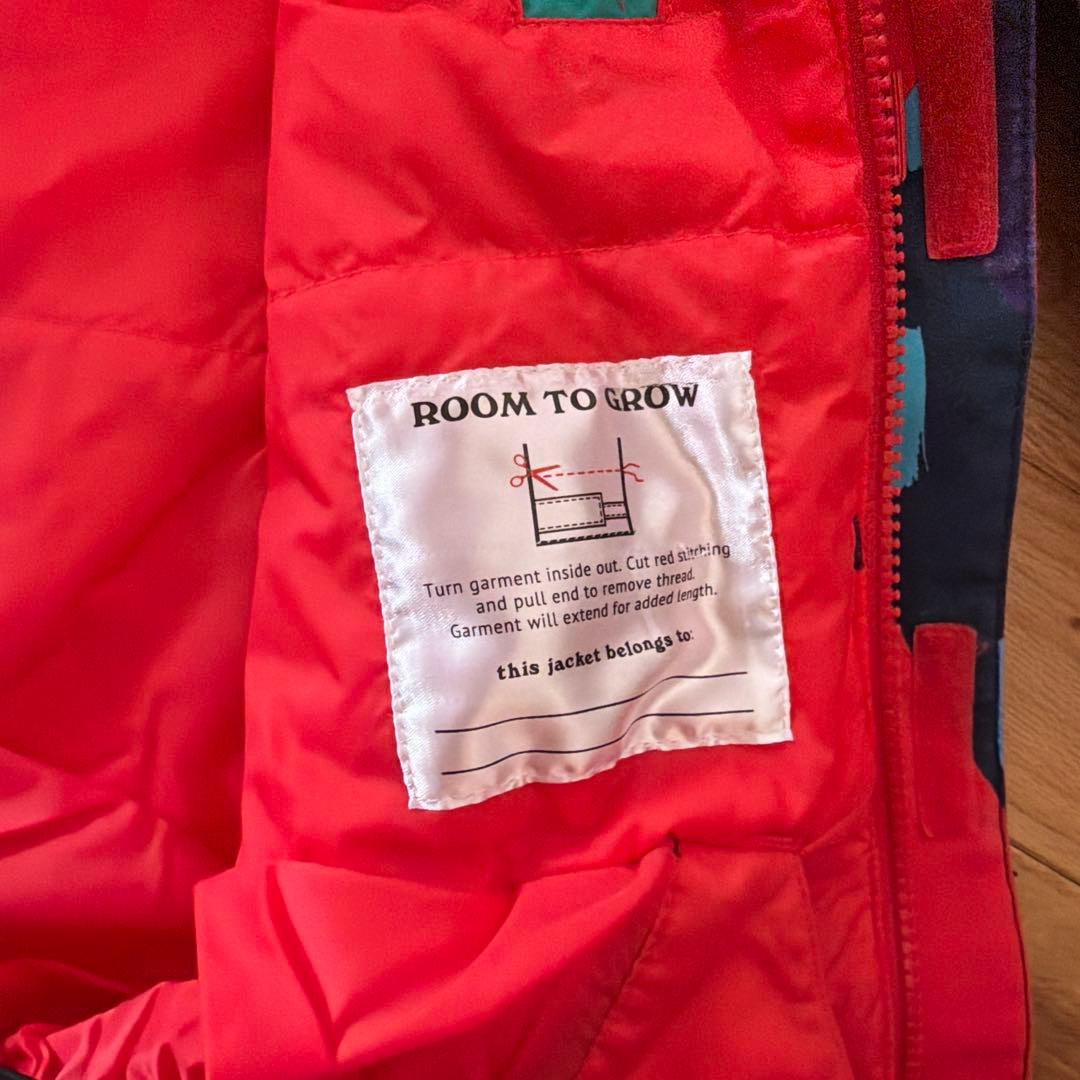 ROOM TO GROW
Turn garment inside out. Cut red stitching
and pull end to remove thread.
Garment will extend for added length.
this jacket belongs to: